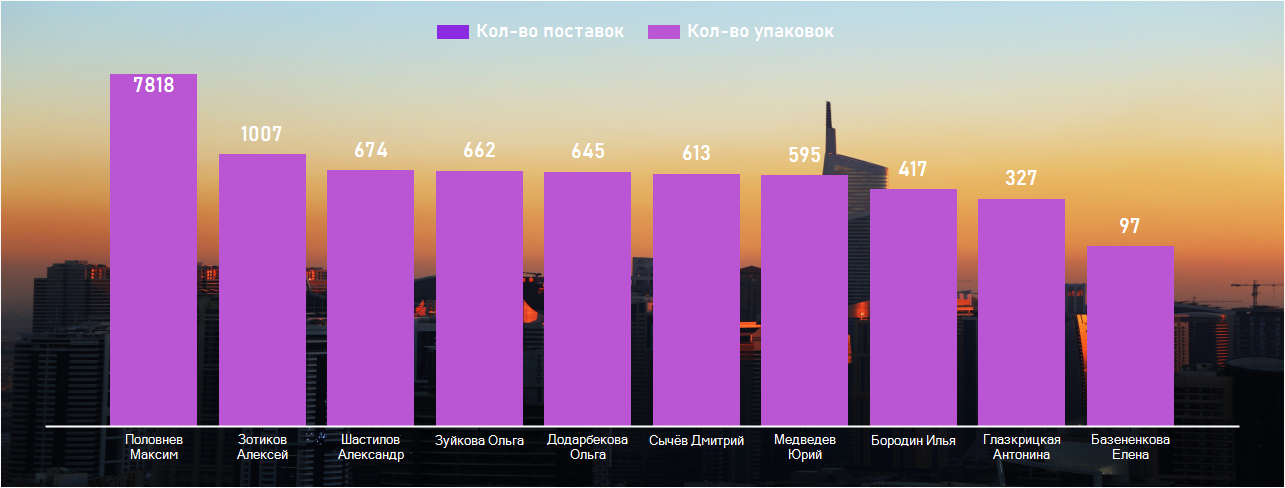 Кол-во поставок Кол-во упаковок
7818
1007
674
662
645
613
595
417
327
97
Половнев
Максим
Зотиков
Алексей
Шастилов
Александр
Зуйкова Ольга
Додарбекова
Ольга
Сычёв Дмитрий
Медведев
Юрий
Бородин Илья
Глазкрицкая
Антонина
Базененкова
Елена